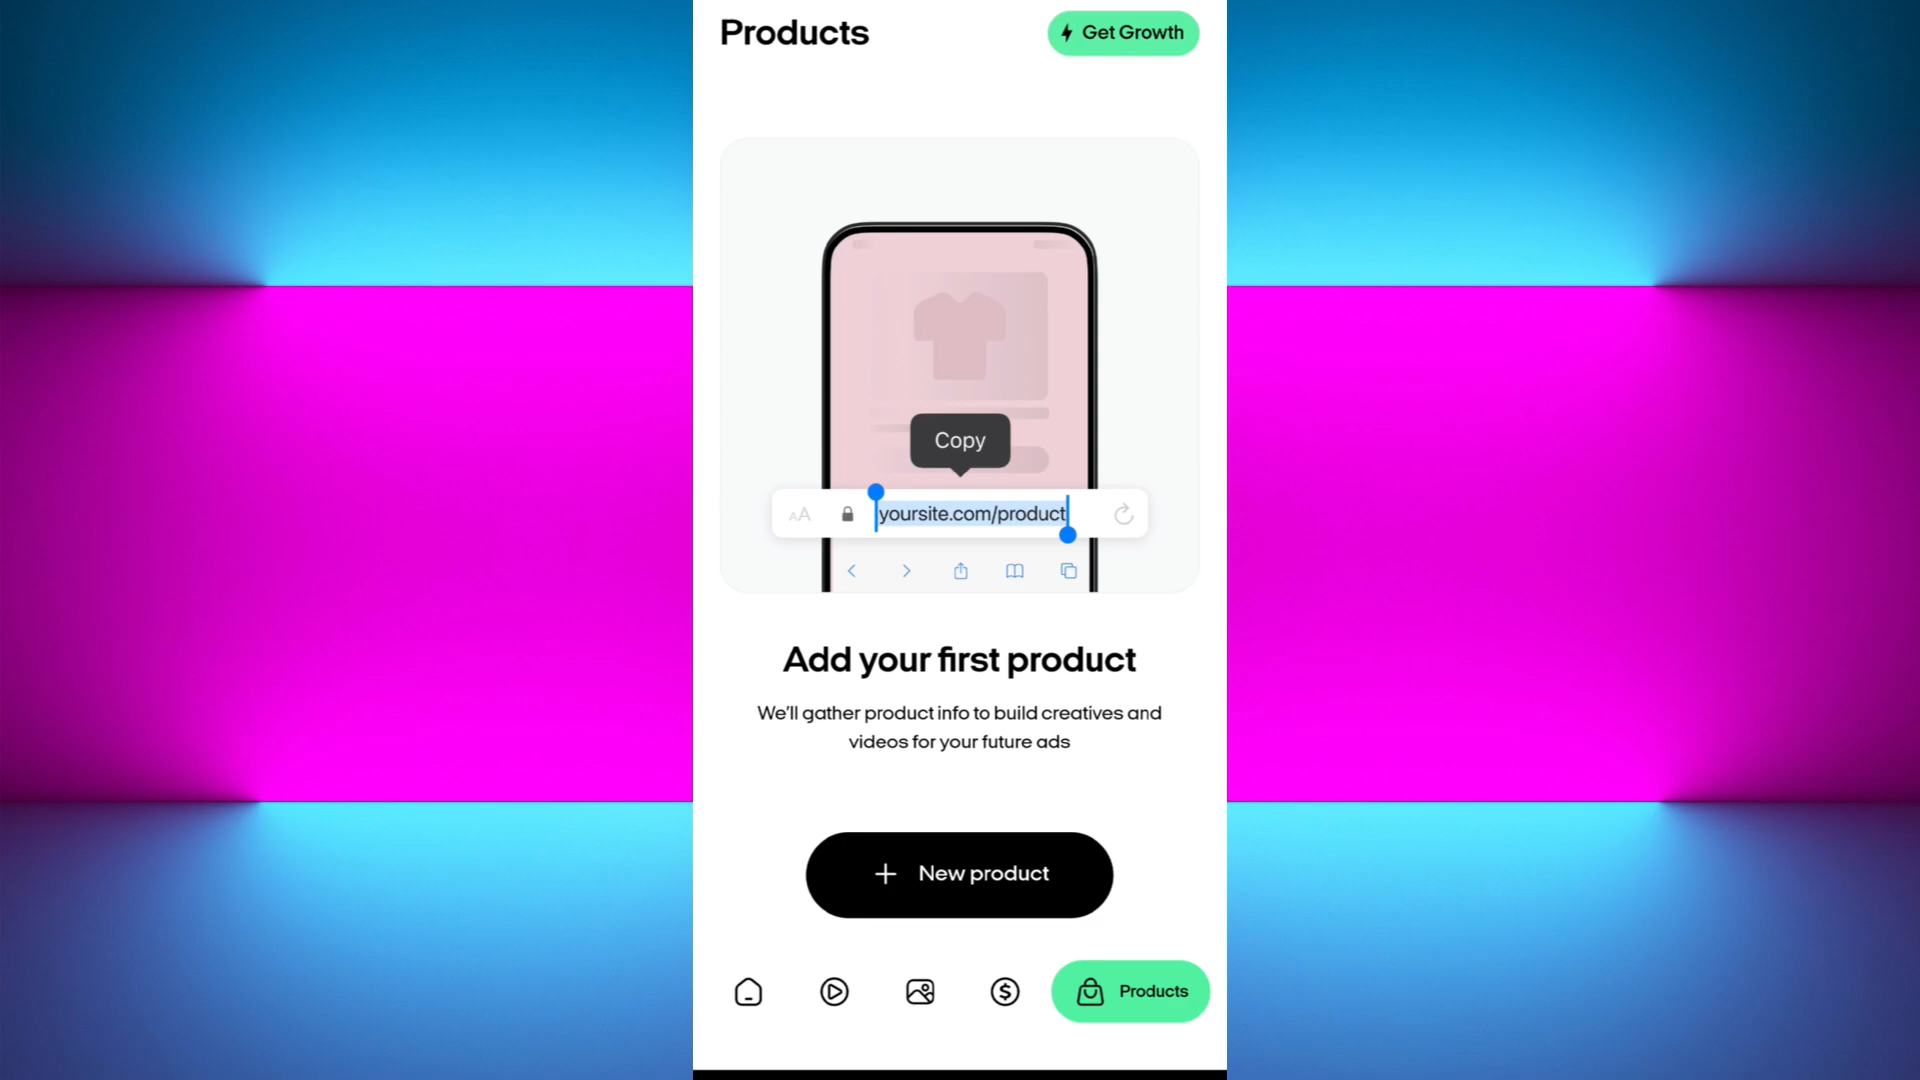 Products
Get Growth
Copy
AA
yoursite.com/product
Add your first product
We'll gather product info to build creatives and
videos for your future ads
+ New product
Products